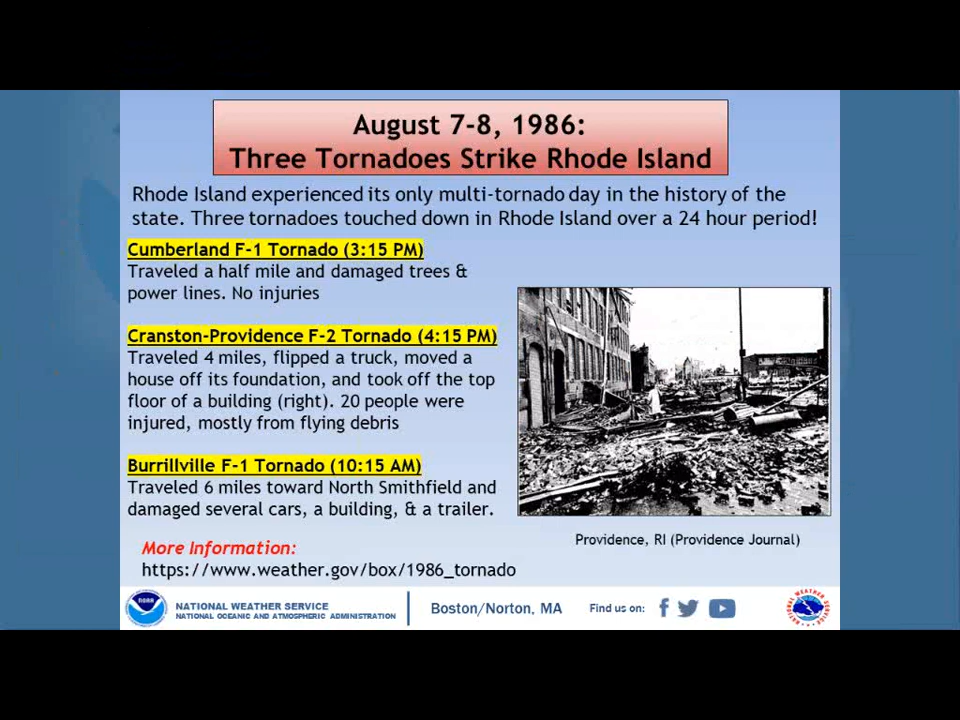 August 7-8, 1986:
Three Tornadoes Strike Rhode Island
Rhode Island experienced its only multi-tornado day in the history of the
state. Three tornadoes touched down in Rhode Island over a 24 hour period!
Cumberland F-1 Tornado (3:15 PM)
Traveled a half mile and damaged trees &
power lines. No injuries
Cranston-Providence F-2 Tornado (4:15 PM)
Traveled 4 miles, flipped a truck, moved a
house off its foundation, and took off the top
floor of a building (right). 20 people were
injured, mostly from flying debris
Burrillville F-1 Tornado (10:15 AM)
Traveled 6 miles toward North Smithfield and
damaged several cars, a building, & a trailer.
Providence, RI (Providence Journal)
More Information:
https://www.weather.gov/box/1986_tornado
NOAA
NATIONAL WEATHER SERVICE
NATIONAL OCEANIC AND ATMOSPHERIC ADMINISTRATION
Boston/Norton, MA
Find us on:
NATIONAL WEATHER SERVICE